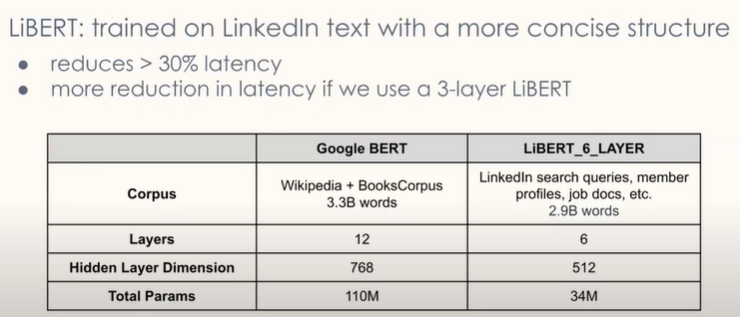 LiBERT: trained on LinkedIn text with a more concise structure
● reduces > 30% latency
● more reduction in latency if we use a 3-layer LiBERT
Google BERT LiBERT_6_LAYER
Corpus Wikipedia + BooksCorpus
3.3B words LinkedIn search queries, member
profiles, job docs, etc.
2.9B words
Layers 12 6
Hidden Layer Dimension 768 512
Total Params 110M 34M